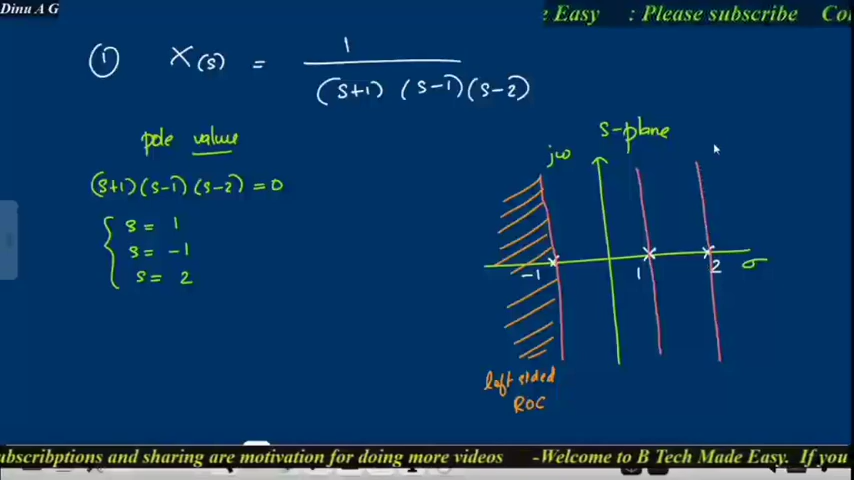 Dinu A G
e Easy : Please subscribe Co
① X(s) = 1 / (s+1) (s-1)(s-2)
pole value
(s+1)(s-1)(s-2) = 0
s = 1
s = -1
s = 2
s-plane
jω
-1 1 2 σ
left sided
ROC
ubscribptions and sharing are motivation for doing more videos -Welcome to B Tech Made Easy. If you